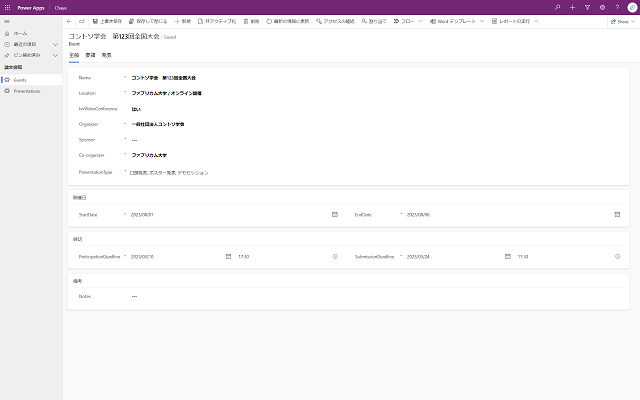 Power Apps Chaya
上書き保存 保存して閉じる 新規 非アクティブ化 削除 最新の情報に更新 アクセスの確認 割り当て フロー Word テンプレート レポートの実行 Share
ホーム
最近の項目
ピン留め済み
論文投稿
Events
Presentations
コントソ学会 第123回全国大会 - Saved
Event
全般 要領 発表
Name * コントソ学会 第123回全国大会
Location * ファブリカム大学 / オンライン開催
IsVideoConference はい
Organizer * 一般社団法人コントソ学会
Sponsor * ---
Co-organizer * ファブリカム大学
PresentationType * 口頭発表, ポスター発表, デモセッション
開催日
StartDate * 2023/08/01 EndDate * 2023/08/06
締切
ParticipationDeadline * 2023/03/10 17:30 SubmissionDeadline * 2023/03/24 17:30
備考
Notes ---